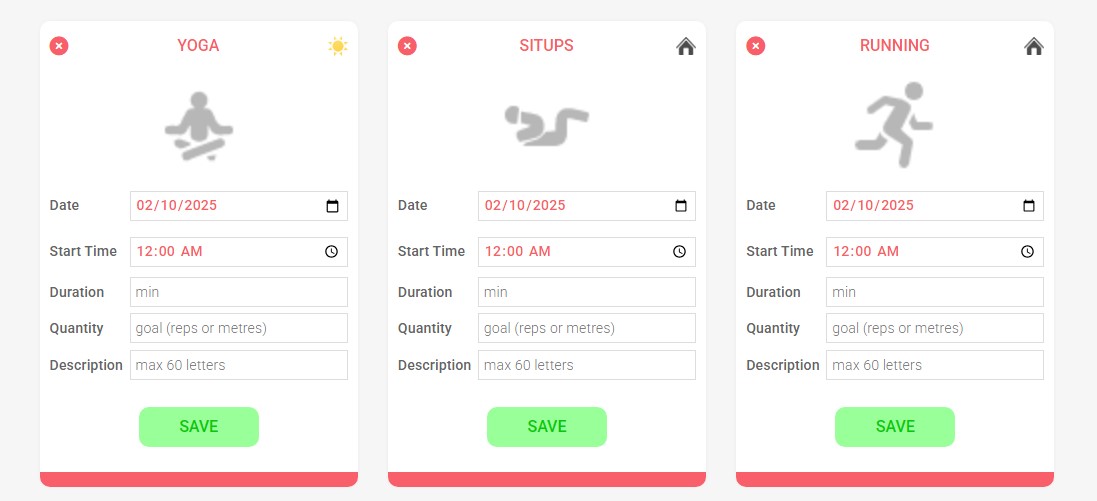 YOGA
Date 02/10/2025
Start Time 12:00 AM
Duration min
Quantity goal (reps or metres)
Description max 60 letters
SAVE
SITUPS
Date 02/10/2025
Start Time 12:00 AM
Duration min
Quantity goal (reps or metres)
Description max 60 letters
SAVE
RUNNING
Date 02/10/2025
Start Time 12:00 AM
Duration min
Quantity goal (reps or metres)
Description max 60 letters
SAVE